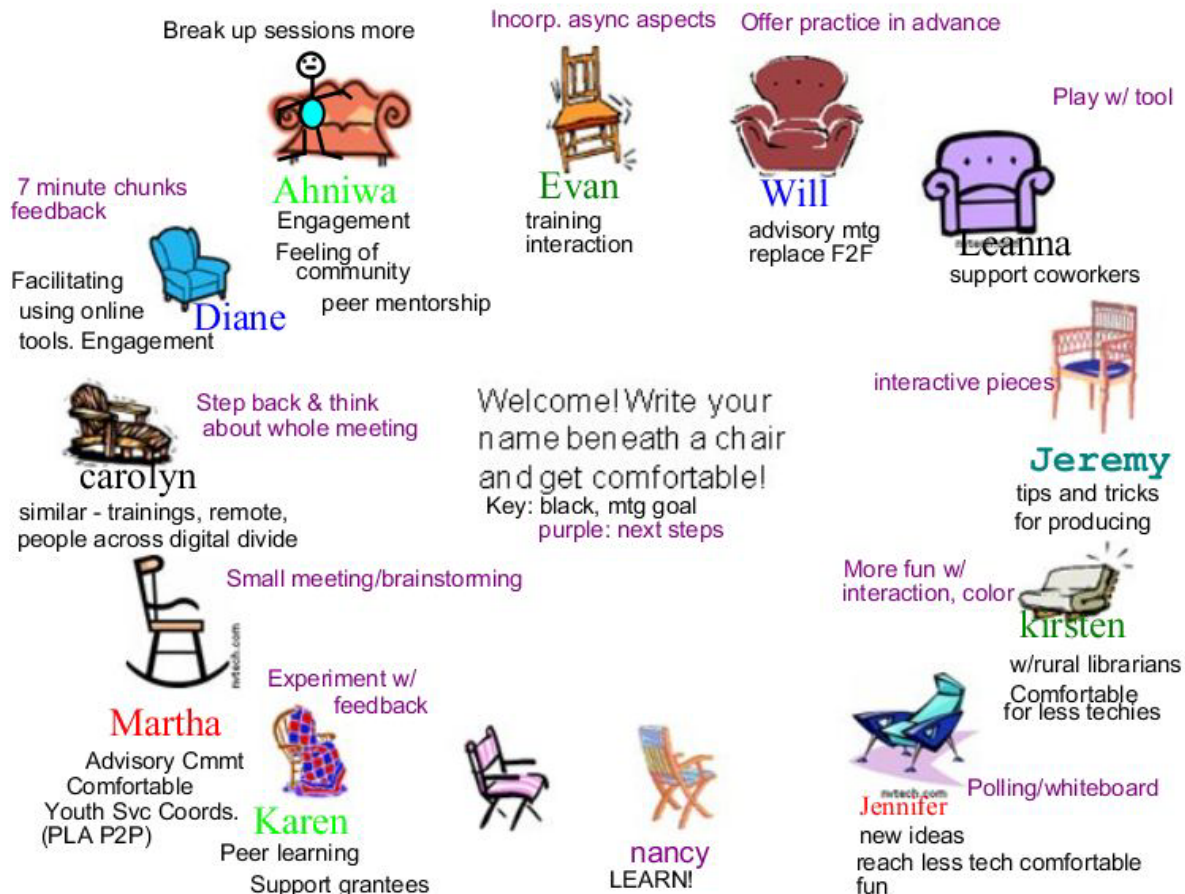 Break up sessions more
Incorp. async aspects
Offer practice in advance
Play w/ tool
7 minute chunks
feedback
Ahniwa
Engagement
Feeling of
community
peer mentorship
Evan
training
interaction
Will
advisory mtg
replace F2F
nvtech.com
Leanna
support coworkers
Facilitating
using online
tools. Engagement
Diane
interactive pieces
Step back & think
about whole meeting
Welcome! Write your
name beneath a chair
and get comfortable!
Key: black, mtg goal
purple: next steps
Jeremy
tips and tricks
for producing
carolyn
similar - trainings, remote,
people across digital divide
Small meeting/brainstorming
More fun w/
interaction, color
kirsten
w/rural librarians
Comfortable
for less techies
nvtech.com
Martha
Advisory Cmmt
Comfortable
Youth Svc Coords.
(PLA P2P)
Experiment w/
feedback
Karen
Peer learning
Support grantees
nancy
LEARN!
Polling/whiteboard
nvtech.com
Jennifer
new ideas
reach less tech comfortable
fun